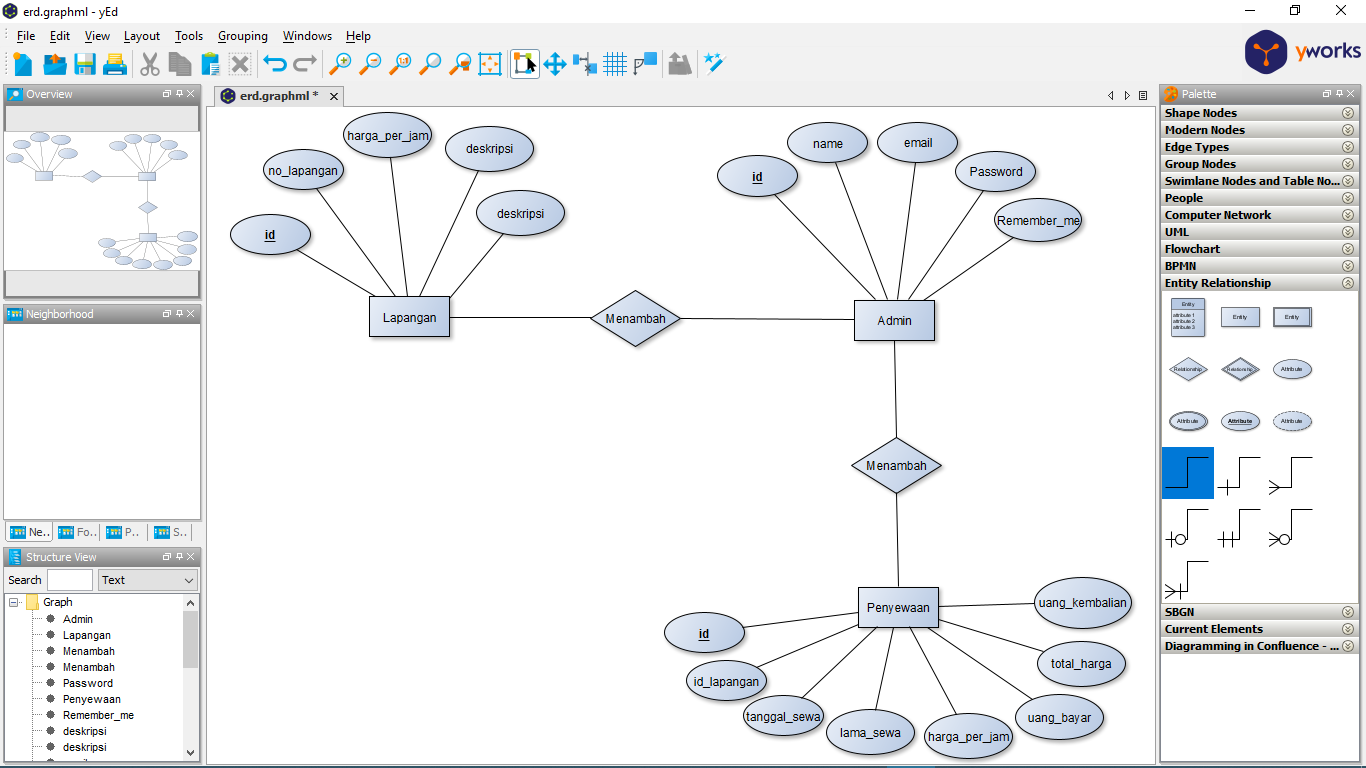 erd.graphml - yEd
File Edit View Layout Tools Grouping Windows Help
yworks
Overview
erd.graphml *
Palette
Neighborhood
Ne.. Fo.. P.. S..
Structure View
Search Text
Graph
Admin
Lapangan
Menambah
Menambah
Password
Penyewaan
Remember_me
deskripsi
deskripsi
id
no_lapangan
harga_per_jam
deskripsi
deskripsi
Lapangan
Menambah
id
name
email
Password
Remember_me
Admin
Menambah
Penyewaan
id
id_lapangan
tanggal_sewa
lama_sewa
harga_per_jam
uang_bayar
total_harga
uang_kembalian
Shape Nodes
Modern Nodes
Edge Types
Group Nodes
Swimlane Nodes and Table No...
People
Computer Network
UML
Flowchart
BPMN
Entity Relationship
Entity
attribute 1
attribute 2
attribute 3
Entity
Entity
Relationship
Relationship
Attribute
Attribute
Attribute
Attribute
SBGN
Current Elements
Diagramming in Confluence - ...